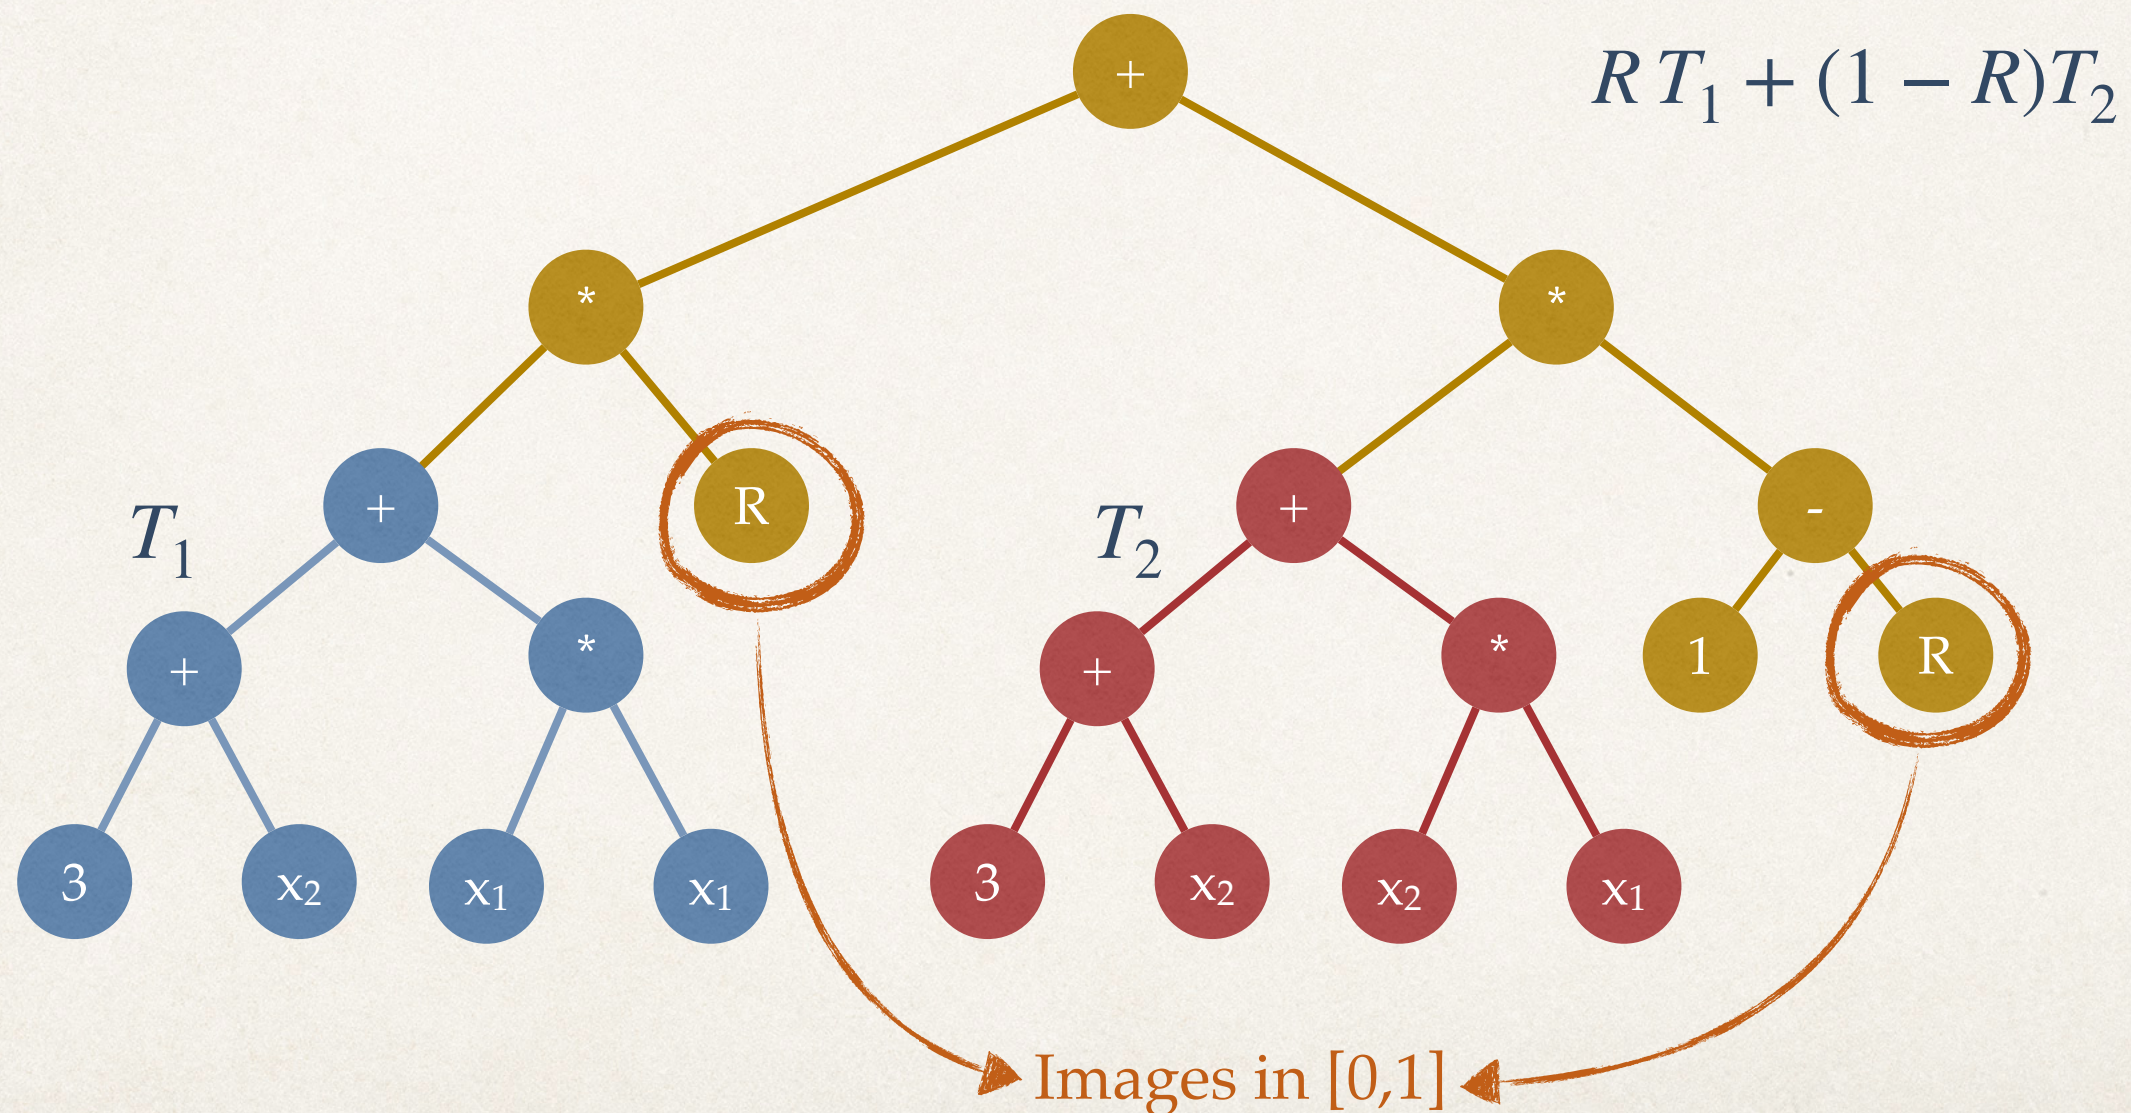 +
R T₁ + (1 − R)T₂
*
*
T₁
+
R
T₂
+
-
+
*
+
*
1
R
3
x₂
x₁
x₁
3
x₂
x₂
x₁
Images in [0,1]